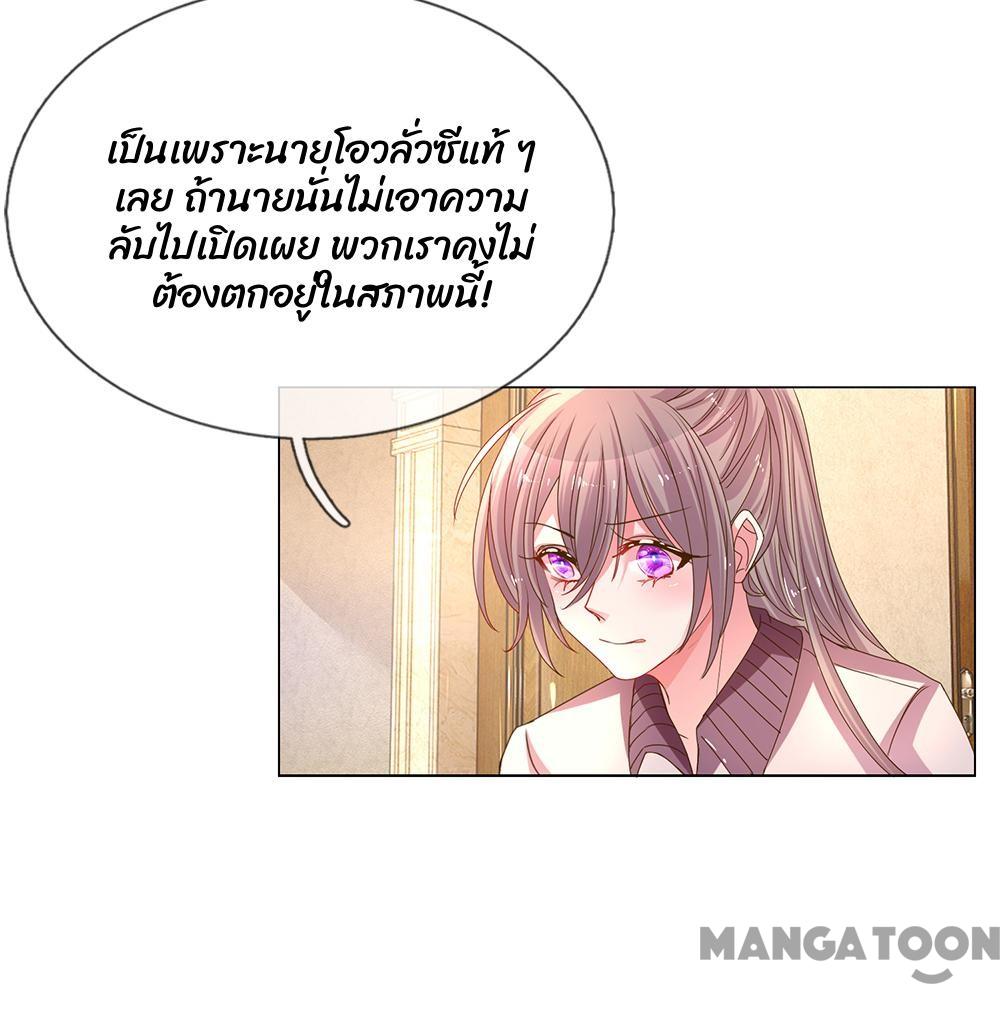 เป็นเพราะนายโอวลั่วซีแท้ ๆ
เลย ถ้านายนั่นไม่เอาความ
ลับไปเปิดเผย พวกเราคงไม่
ต้องตกอยู่ในสภาพนี้!
MANGATOON